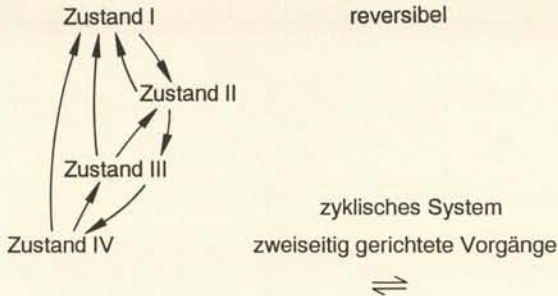 Zustand I
reversibel
Zustand II
Zustand III
zyklisches System
Zustand IV
zweiseitig gerichtete Vorgänge
⇌